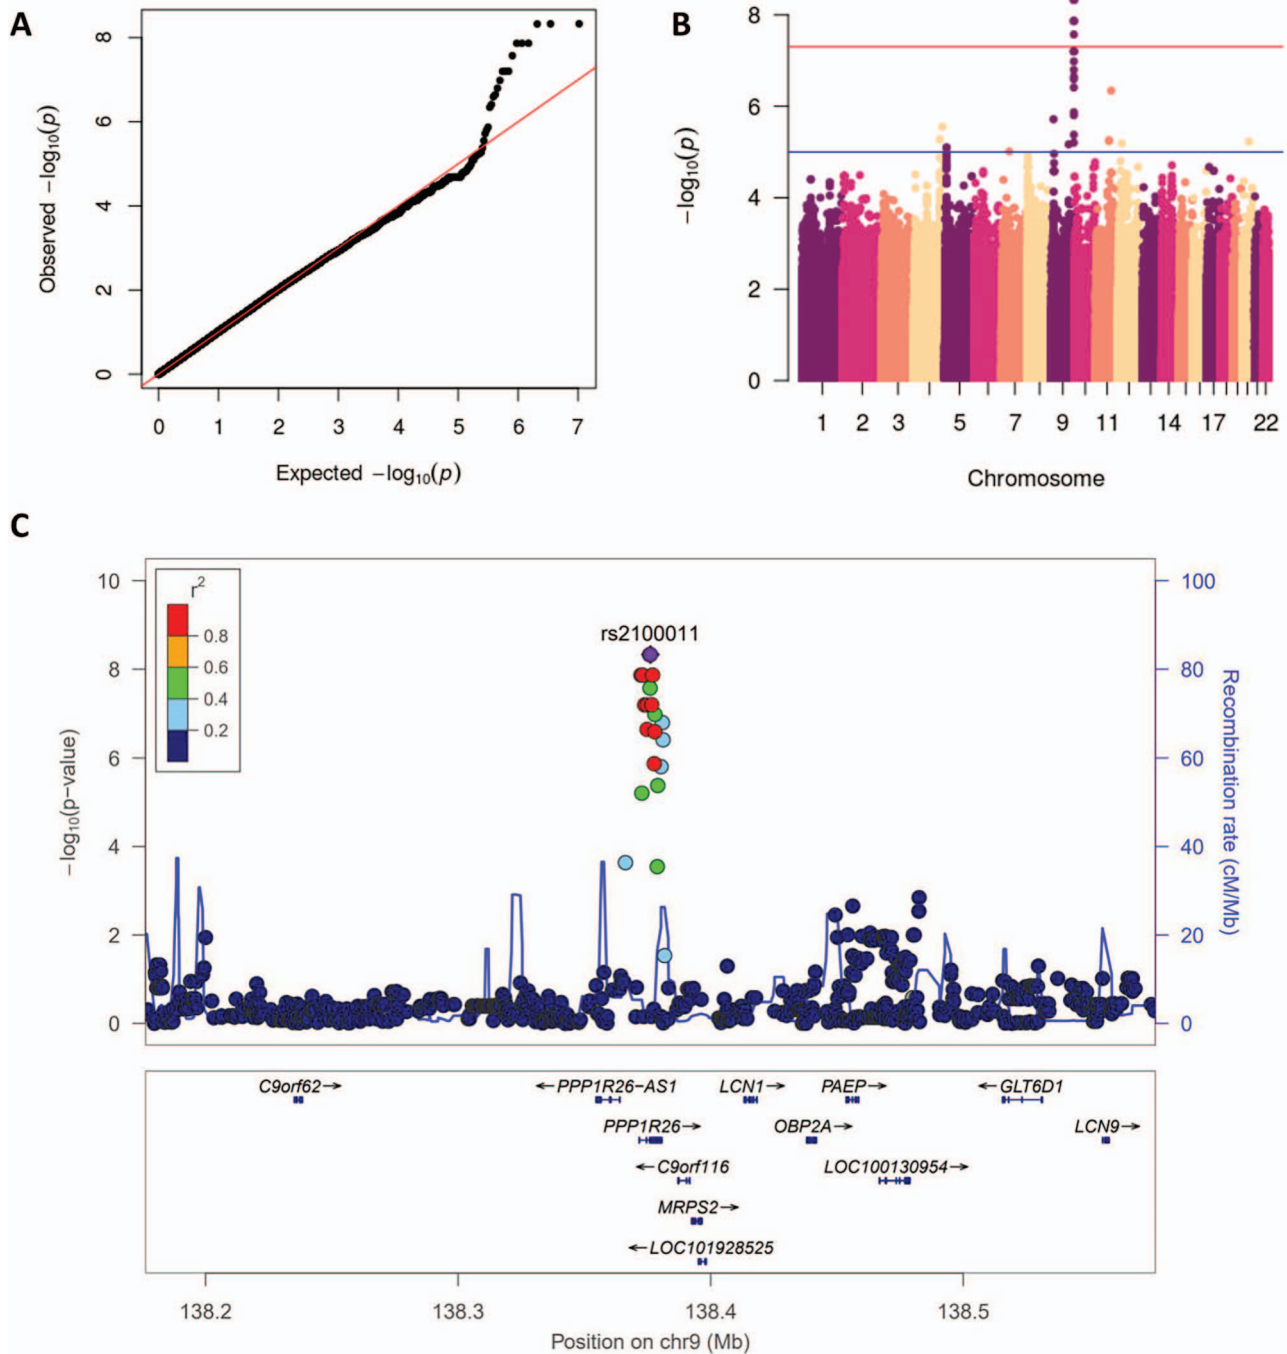 A
8
6
4
2
0
Observed −log10(p)
0 1 2 3 4 5 6 7
Expected −log10(p)
B
8
6
4
2
0
−log10(p)
1 2 3 5 7 9 11 14 17 22
Chromosome
C
r2
0.8
0.6
0.4
0.2
rs2100011
10
8
6
4
2
0
−log10(p−value)
100
80
60
40
20
0
Recombination rate (cM/Mb)
C9orf62→ ←PPP1R26−AS1 LCN1→ PAEP→ ←GLT6D1
PPP1R26→ OBP2A→ LCN9→
←C9orf116 LOC100130954→
MRPS2→
←LOC101928525
138.2 138.3 138.4 138.5
Position on chr9 (Mb)